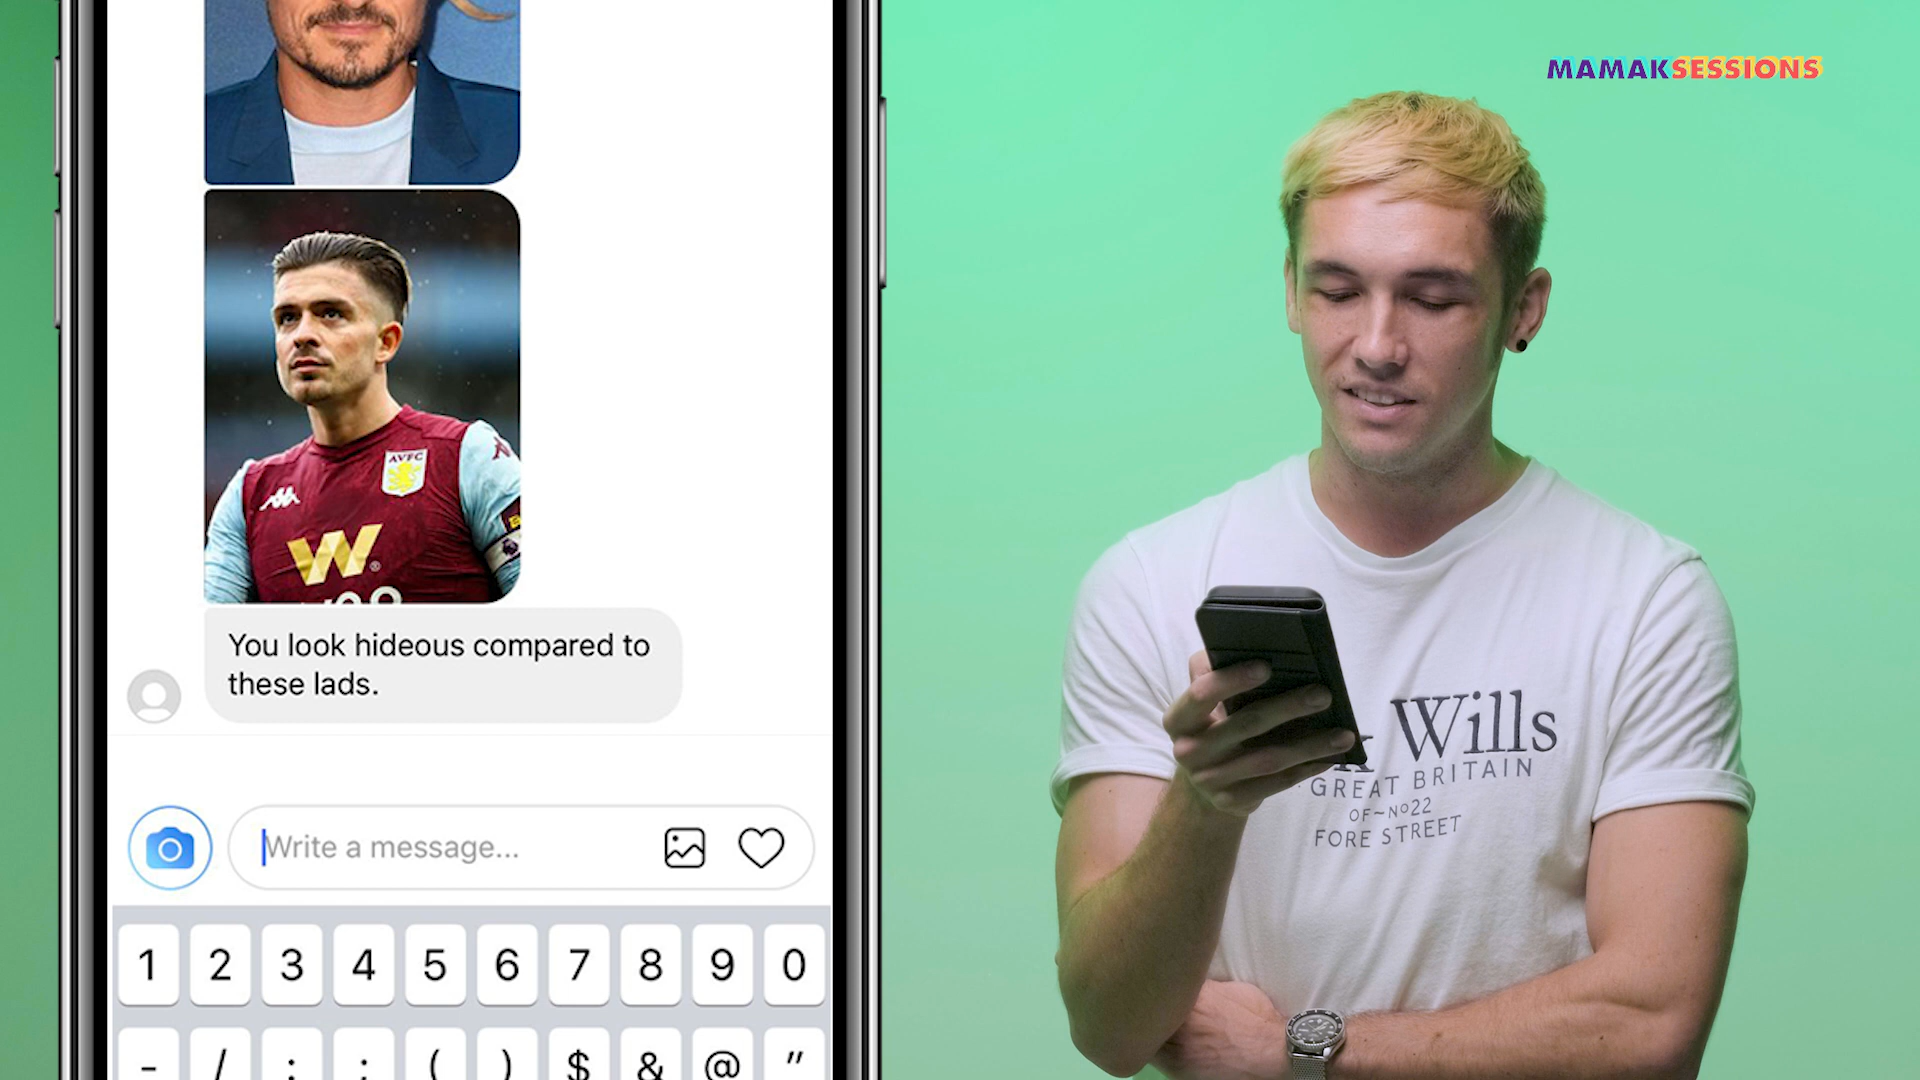 MAMAKSESSIONS
AVFC
W
You look hideous compared to
these lads.
Write a message...
1 2 3 4 5 6 7 8 9 0
- / : ; ( ) $ & @ "
Wills
GREAT BRITAIN
OF~Nº22
FORE STREET